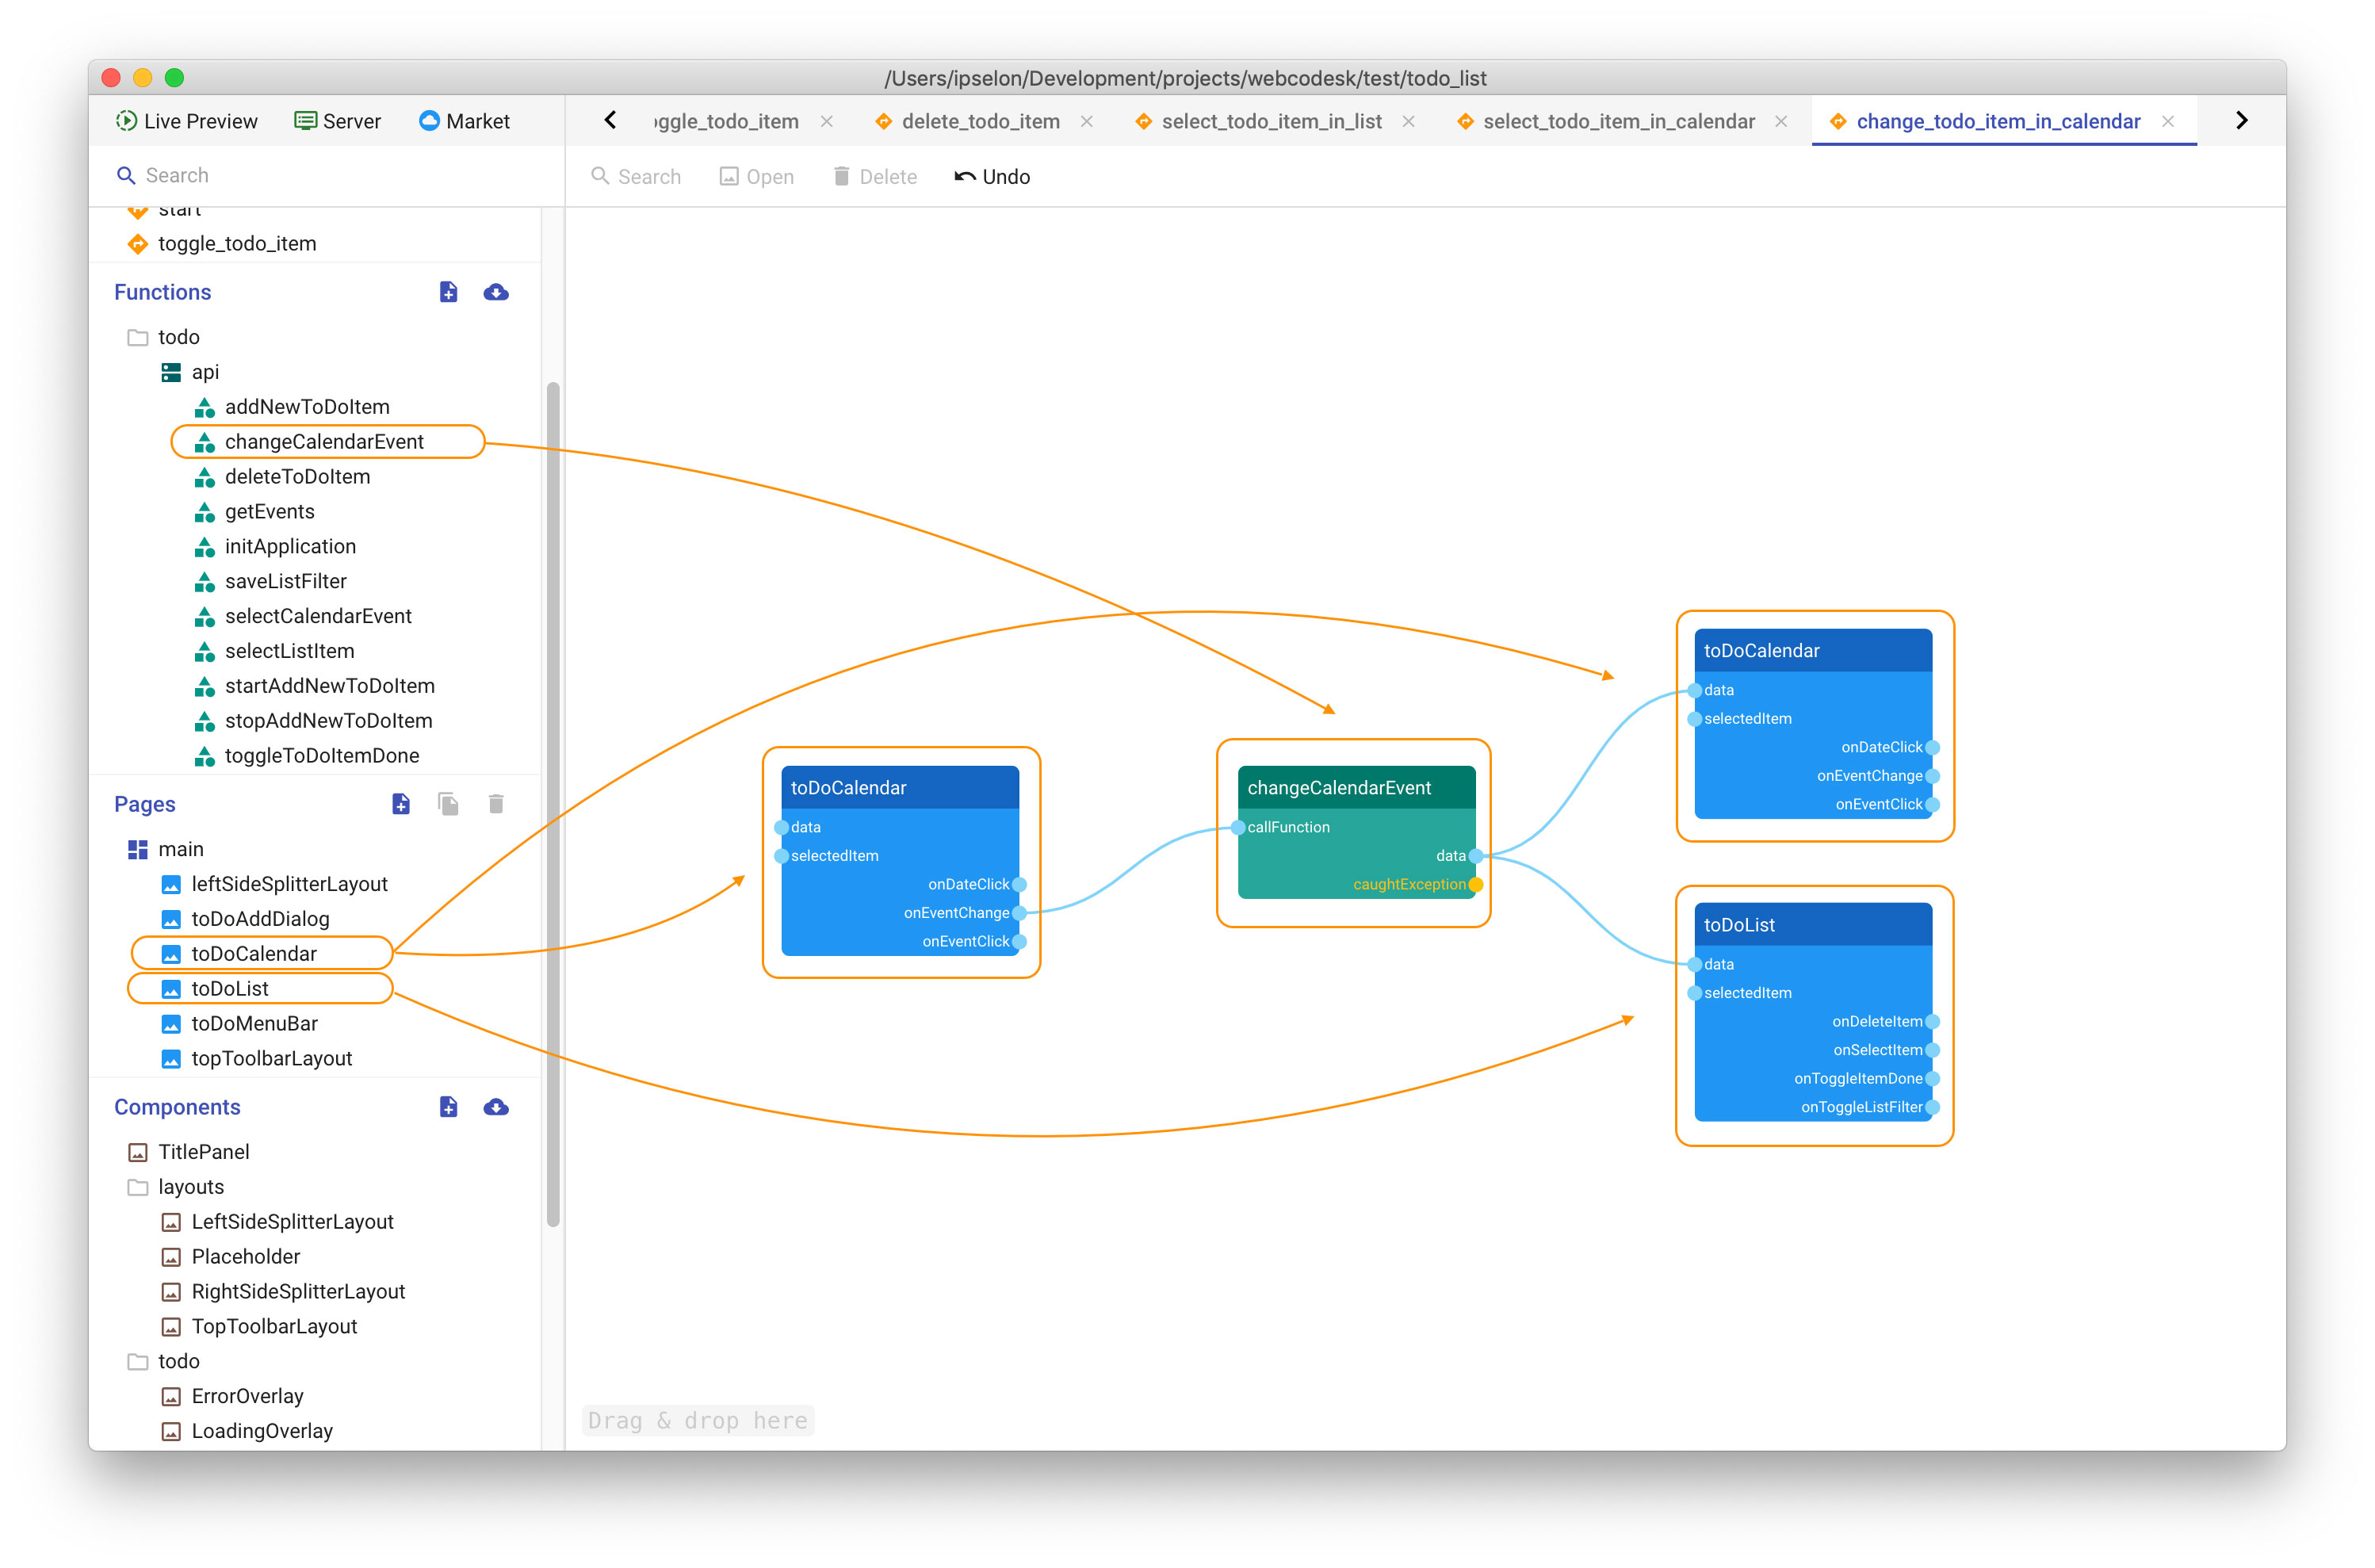 /Users/ipselon/Development/projects/webcodesk/test/todo_list
Live Preview Server Market
oggle_todo_item delete_todo_item select_todo_item_in_list select_todo_item_in_calendar change_todo_item_in_calendar
Search
Search Open Delete Undo
start
toggle_todo_item
Functions
todo
api
addNewToDoItem
changeCalendarEvent
deleteToDoItem
getEvents
initApplication
saveListFilter
selectCalendarEvent
selectListItem
startAddNewToDoItem
stopAddNewToDoItem
toggleToDoItemDone
Pages
main
leftSideSplitterLayout
toDoAddDialog
toDoCalendar
toDoList
toDoMenuBar
topToolbarLayout
Components
TitlePanel
layouts
LeftSideSplitterLayout
Placeholder
RightSideSplitterLayout
TopToolbarLayout
todo
ErrorOverlay
LoadingOverlay
toDoCalendar
data
selectedItem
onDateClick
onEventChange
onEventClick
changeCalendarEvent
callFunction
data
caughtException
toDoCalendar
data
selectedItem
onDateClick
onEventChange
onEventClick
toDoList
data
selectedItem
onDeleteItem
onSelectItem
onToggleItemDone
onToggleListFilter
Drag & drop here